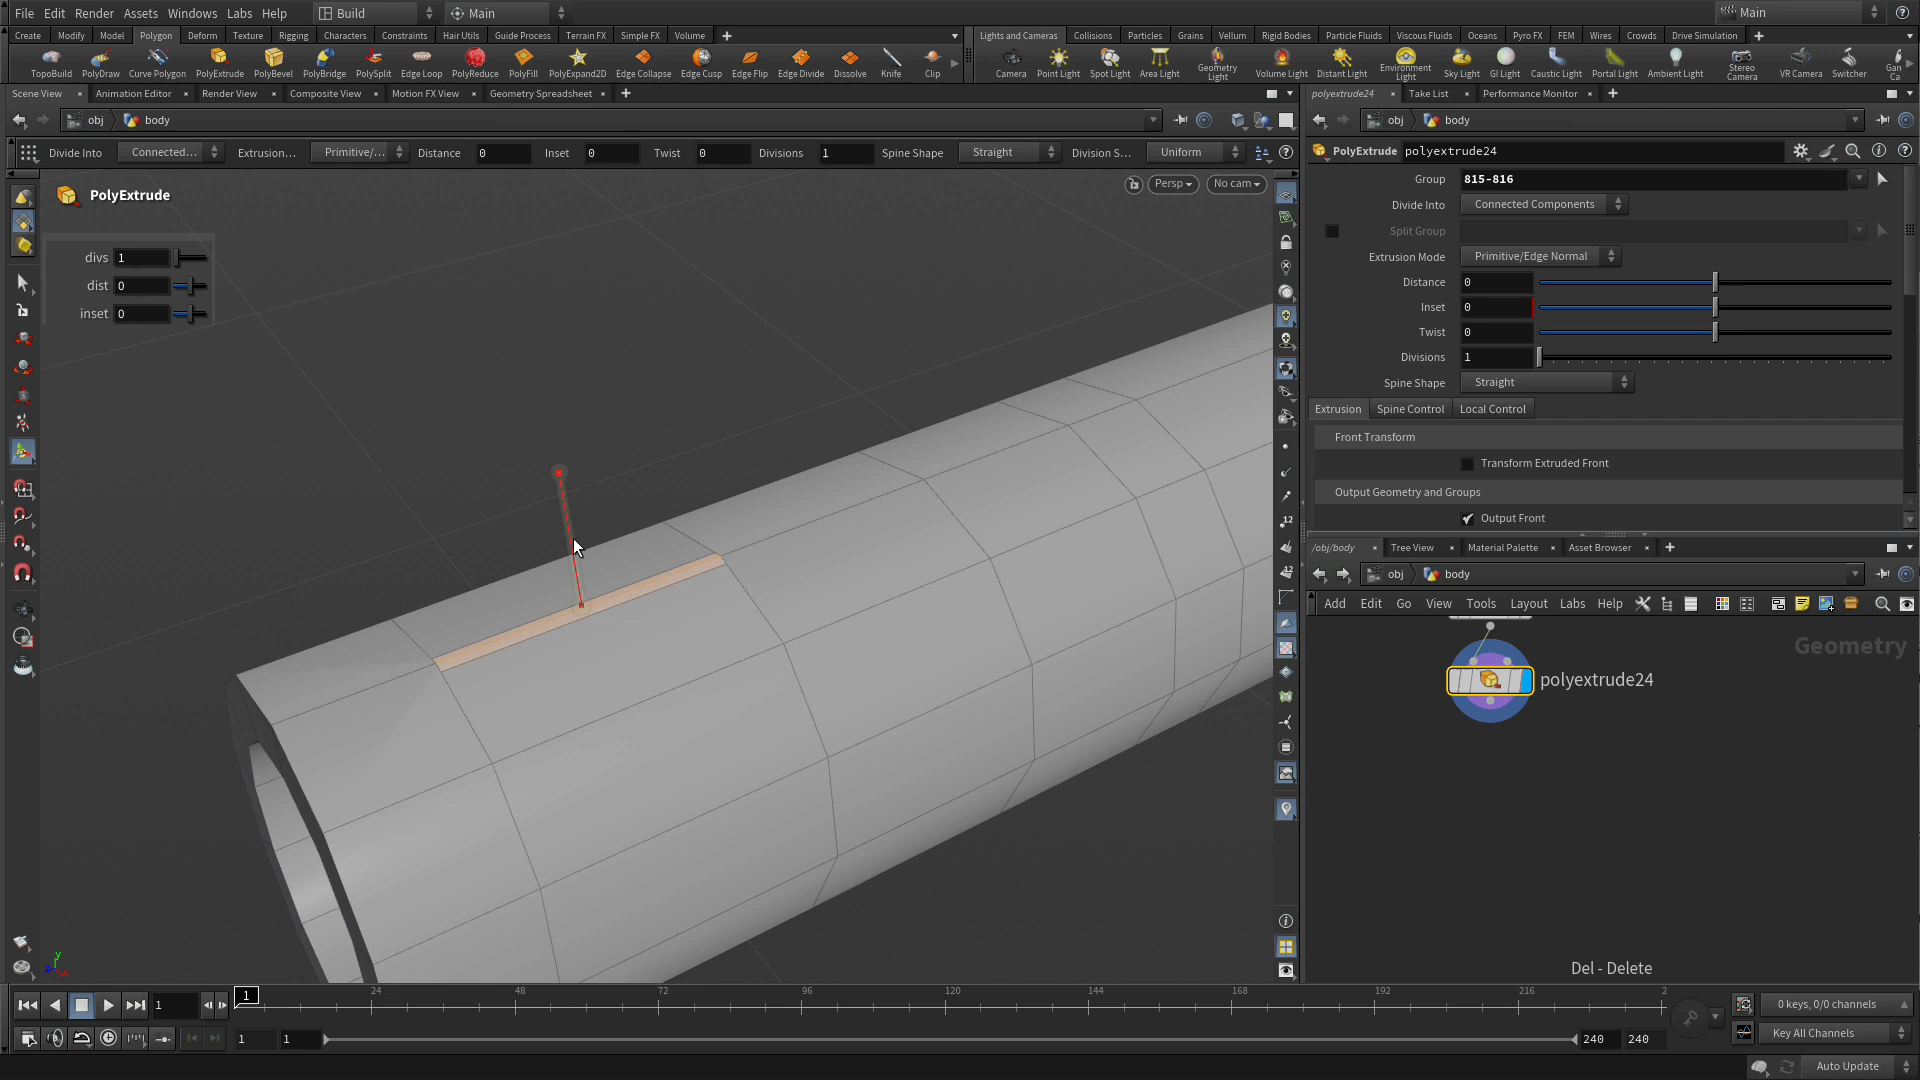 File Edit Render Assets Windows Labs Help Build Main Main
Create Modify Model Polygon Deform Texture Rigging Characters Constraints Hair Utils Guide Process Terrain FX Simple FX Volume
Lights and Cameras Collisions Particles Grains Vellum Rigid Bodies Particle Fluids Viscous Fluids Oceans Pyro FX FEM Wires Crowds Drive Simulation
TopoBuild PolyDraw Curve Polygon PolyExtrude PolyBevel PolyBridge PolySplit Edge Loop PolyReduce PolyFill PolyExpand2D Edge Collapse Edge Cusp Edge Flip Edge Divide Dissolve Knife Clip
Camera Point Light Spot Light Area Light Geometry Light Volume Light Distant Light Environment Light Sky Light GI Light Caustic Light Portal Light Ambient Light Stereo Camera VR Camera Switcher Gan Ca
Scene View Animation Editor Render View Composite View Motion FX View Geometry Spreadsheet
polyextrude24 Take List Performance Monitor
obj body
obj body
Divide Into Connected... Extrusion... Primitive/... Distance 0 Inset 0 Twist 0 Divisions 1 Spine Shape Straight Division S... Uniform
PolyExtrude polyextrude24
PolyExtrude
Persp No cam
divs 1
dist 0
inset 0
Group 815-816
Divide Into Connected Components
Split Group
Extrusion Mode Primitive/Edge Normal
Distance 0
Inset 0
Twist 0
Divisions 1
Spine Shape Straight
Extrusion Spine Control Local Control
Front Transform
Transform Extruded Front
Output Geometry and Groups
Output Front
12
12
/obj/body Tree View Material Palette Asset Browser
obj body
Add Edit Go View Tools Layout Labs Help
Geometry
polyextrude24
Del - Delete
y
1 1 24 48 72 96 120 144 168 192 216 2
0 keys, 0/0 channels
1 1 240 240
Key All Channels
Auto Update